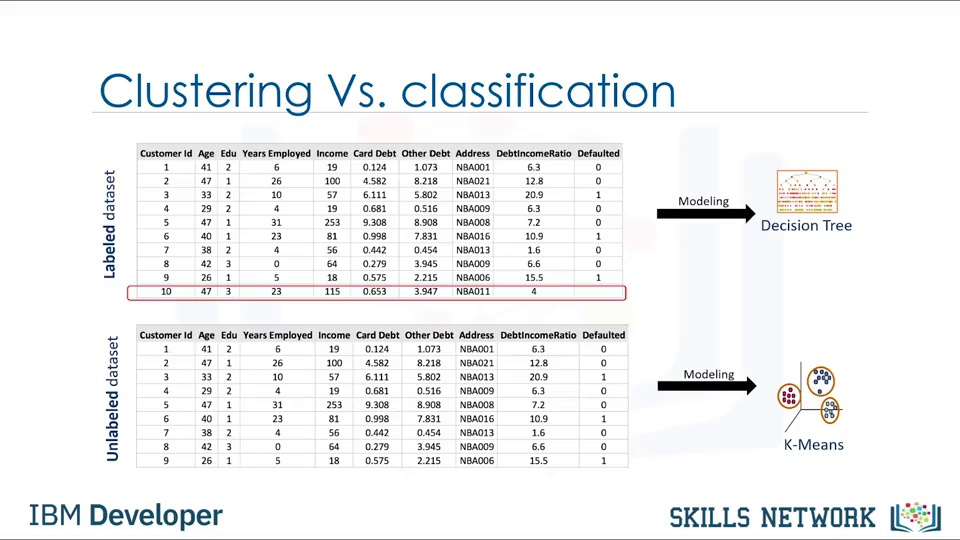 Clustering Vs. classification
Labeled dataset
Customer Id Age Edu Years Employed Income Card Debt Other Debt Address DebtIncomeRatio Defaulted
1 41 2 6 19 0.124 1.073 NBA001 6.3 0
2 47 1 26 100 4.582 8.218 NBA021 12.8 0
3 33 2 10 57 6.111 5.802 NBA013 20.9 1
4 29 2 4 19 0.681 0.516 NBA009 6.3 0
5 47 1 31 253 9.308 8.908 NBA008 7.2 0
6 40 1 23 81 0.998 7.831 NBA016 10.9 1
7 38 2 4 56 0.442 0.454 NBA013 1.6 0
8 42 3 0 64 0.279 3.945 NBA009 6.6 0
9 26 1 5 18 0.575 2.215 NBA006 15.5 1
10 47 3 23 115 0.653 3.947 NBA011 4
Modeling
Decision Tree
Unlabeled dataset
Customer Id Age Edu Years Employed Income Card Debt Other Debt Address DebtIncomeRatio Defaulted
1 41 2 6 19 0.124 1.073 NBA001 6.3 0
2 47 1 26 100 4.582 8.218 NBA021 12.8 0
3 33 2 10 57 6.111 5.802 NBA013 20.9 1
4 29 2 4 19 0.681 0.516 NBA009 6.3 0
5 47 1 31 253 9.308 8.908 NBA008 7.2 0
6 40 1 23 81 0.998 7.831 NBA016 10.9 1
7 38 2 4 56 0.442 0.454 NBA013 1.6 0
8 42 3 0 64 0.279 3.945 NBA009 6.6 0
9 26 1 5 18 0.575 2.215 NBA006 15.5 1
Modeling
K-Means
IBM Developer
SKILLS NETWORK